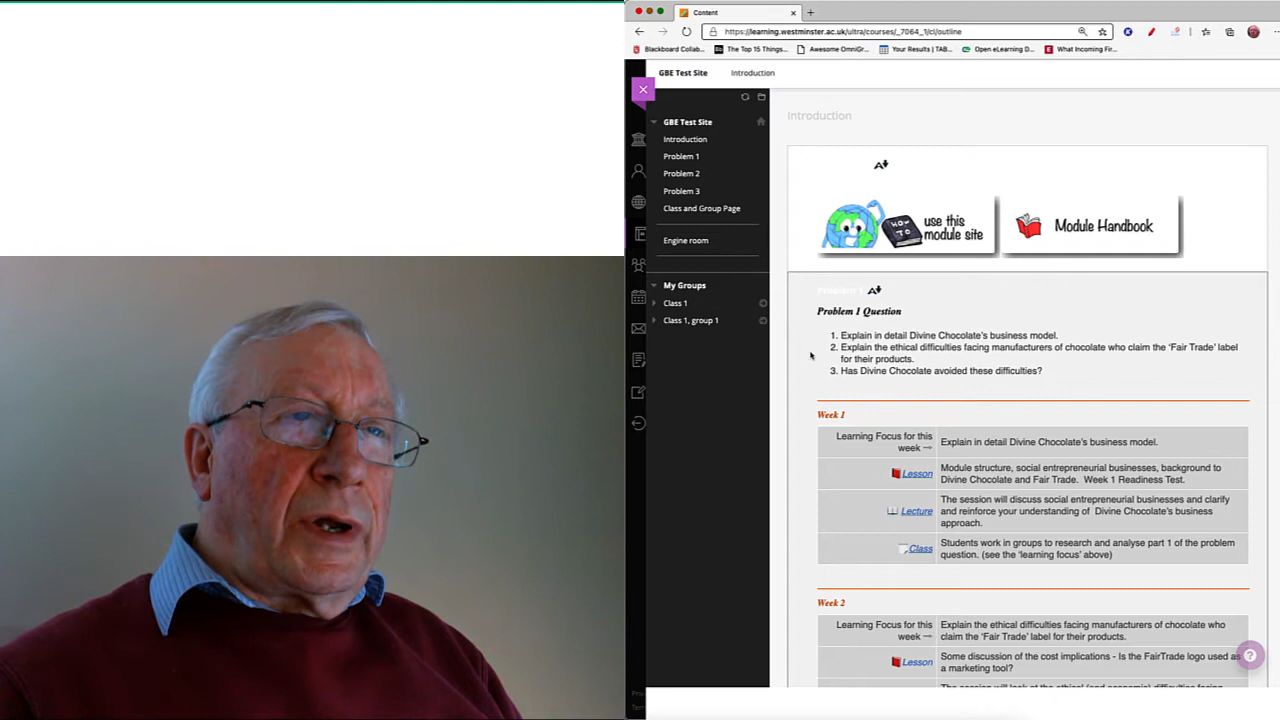 Content
https://learning.westminster.ac.uk/ultra/courses/_7064_1/cl/outline
Blackboard Collab...
The Top 15 Things...
Awesome OmniGr...
Your Results | TAB...
Open eLearning D...
What Incoming Fir...
GBE Test Site
Introduction
GBE Test Site
Introduction
Problem 1
Problem 2
Problem 3
Class and Group Page
Engine room
My Groups
Class 1
Class 1, group 1
Introduction
HOW TO
use this
module site
Module Handbook
Problem 1
Problem 1 Question
1. Explain in detail Divine Chocolate's business model.
2. Explain the ethical difficulties facing manufacturers of chocolate who claim the 'Fair Trade' label
for their products.
3. Has Divine Chocolate avoided these difficulties?
Week 1
Learning Focus for this
week →
Explain in detail Divine Chocolate's business model.
Lesson
Module structure, social entrepreneurial businesses, background to
Divine Chocolate and Fair Trade. Week 1 Readiness Test.
Lecture
The session will discuss social entrepreneurial businesses and clarify
and reinforce your understanding of Divine Chocolate's business
approach.
Class
Students work in groups to research and analyse part 1 of the problem
question. (see the 'learning focus' above)
Week 2
Learning Focus for this
week →
Explain the ethical difficulties facing manufacturers of chocolate who
claim the 'Fair Trade' label for their products.
Lesson
Some discussion of the cost implications - Is the FairTrade logo used as
a marketing tool?